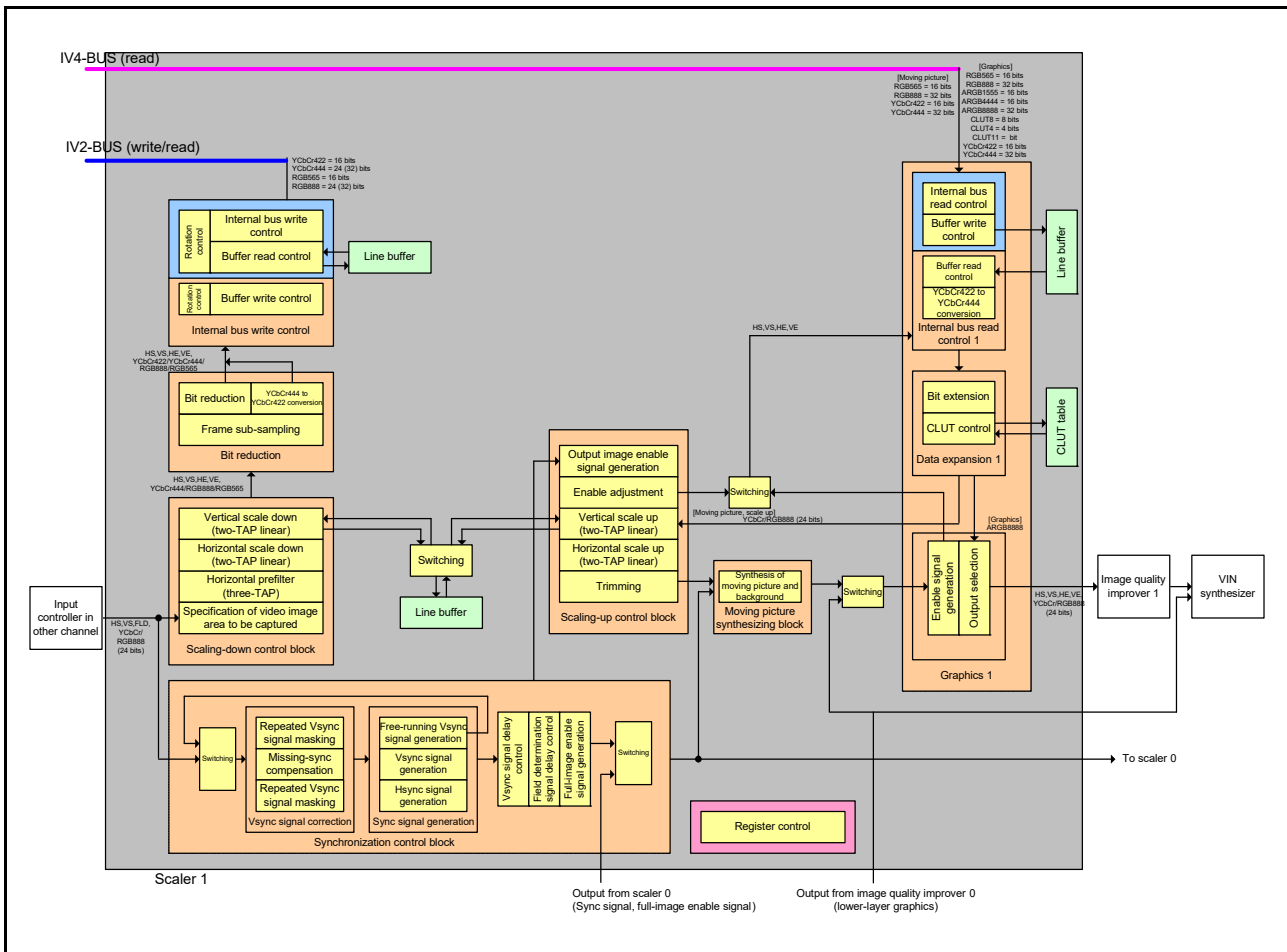 IV4-BUS (read)
[Moving picture]
RGB565 = 16 bits
RGB888 = 32 bits
YCbCr422 = 16 bits
YCbCr444 = 32 bits
[Graphics]
RGB565 = 16 bits
RGB888 = 32 bits
ARGB1555 = 16 bits
ARGB4444 = 16 bits
ARGB8888 = 32 bits
CLUT8 = 8 bits
CLUT4 = 4 bits
CLUT11 = bit
YCbCr422 = 16 bits
YCbCr444 = 32 bits
IV2-BUS (write/read)
YCbCr422 = 16 bits
YCbCr444 = 24 (32) bits
RGB565 = 16 bits
RGB888 = 24 (32) bits
Rotation
control
Internal bus write
control
Buffer read control
Line buffer
Rotation
control
Buffer write control
Internal bus write control
HS,VS,HE,VE,
YCbCr422/YCbCr444/
RGB888/RGB565
Bit reduction
YCbCr444 to
YCbCr422 conversion
Frame sub-sampling
Bit reduction
HS,VS,HE,VE,
YCbCr444/RGB888/RGB565
Vertical scale down
(two-TAP linear)
Horizontal scale down
(two-TAP linear)
Horizontal prefilter
(three-TAP)
Specification of video image
area to be captured
Scaling-down control block
Input
controller in
other channel
HS,VS,FLD,
YCbCr/
RGB888
(24 bits)
Switching
Line buffer
Output image enable
signal generation
Enable adjustment
Vertical scale up
(two-TAP linear)
Horizontal scale up
(two-TAP linear)
Trimming
Scaling-up control block
HS,VS,HE,VE
Switching
[Moving picture, scale up]
YCbCr/RGB888 (24 bits)
Synthesis of
moving picture and
background
Moving picture
synthesizing block
Switching
Internal bus
read control
Buffer write
control
Line buffer
Buffer read
control
YCbCr422 to
YCbCr444
conversion
Internal bus read
control 1
Bit extension
CLUT control
CLUT table
Data expansion 1
[Graphics]
ARGB8888
Enable signal
generation
Output selection
Graphics 1
HS,VS,HE,VE,
YCbCr/RGB888
(24 bits)
Image quality
improver 1
VIN
synthesizer
Switching
Repeated Vsync
signal masking
Missing-sync
compensation
Repeated Vsync
signal masking
Vsync signal correction
Free-running Vsync
signal generation
Vsync signal
generation
Hsync signal
generation
Sync signal generation
Vsync signal delay
control
Field determination
signal delay control
Full-image enable
signal generation
Switching
Synchronization control block
To scaler 0
Register control
Scaler 1
Output from scaler 0
(Sync signal, full-image enable signal)
Output from image quality improver 0
(lower-layer graphics)